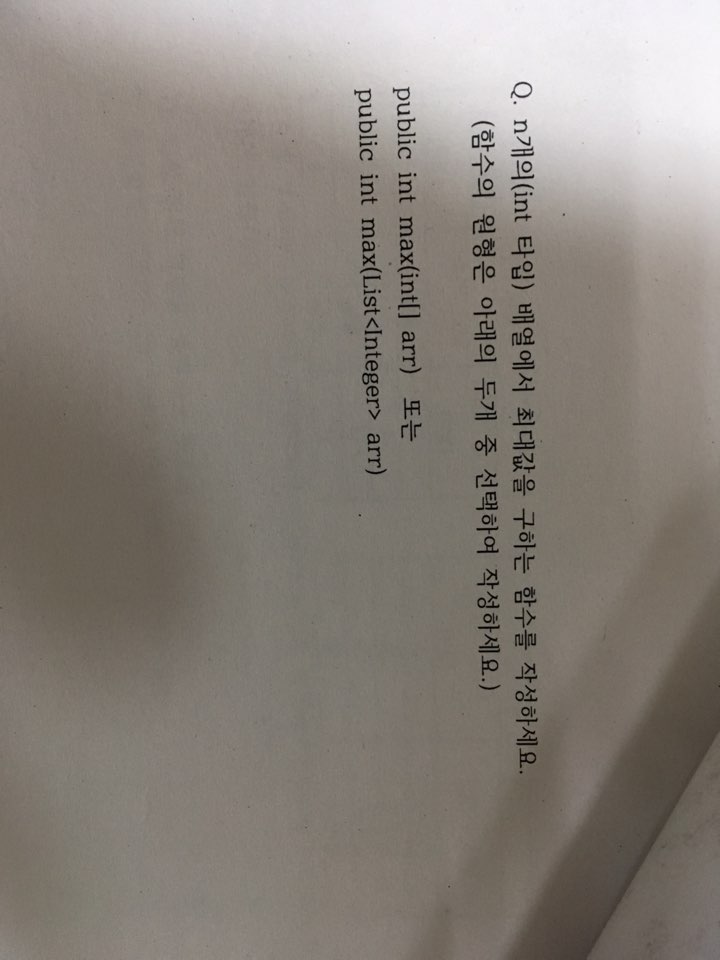 Q. n개의(int 타입) 배열에서 최대값을 구하는 함수를 작성하세요.
(함수의 원형은 아래의 두개 중 선택하여 작성하세요.)
public int max(int[] arr) 또는
public int max(List<Integer> arr)